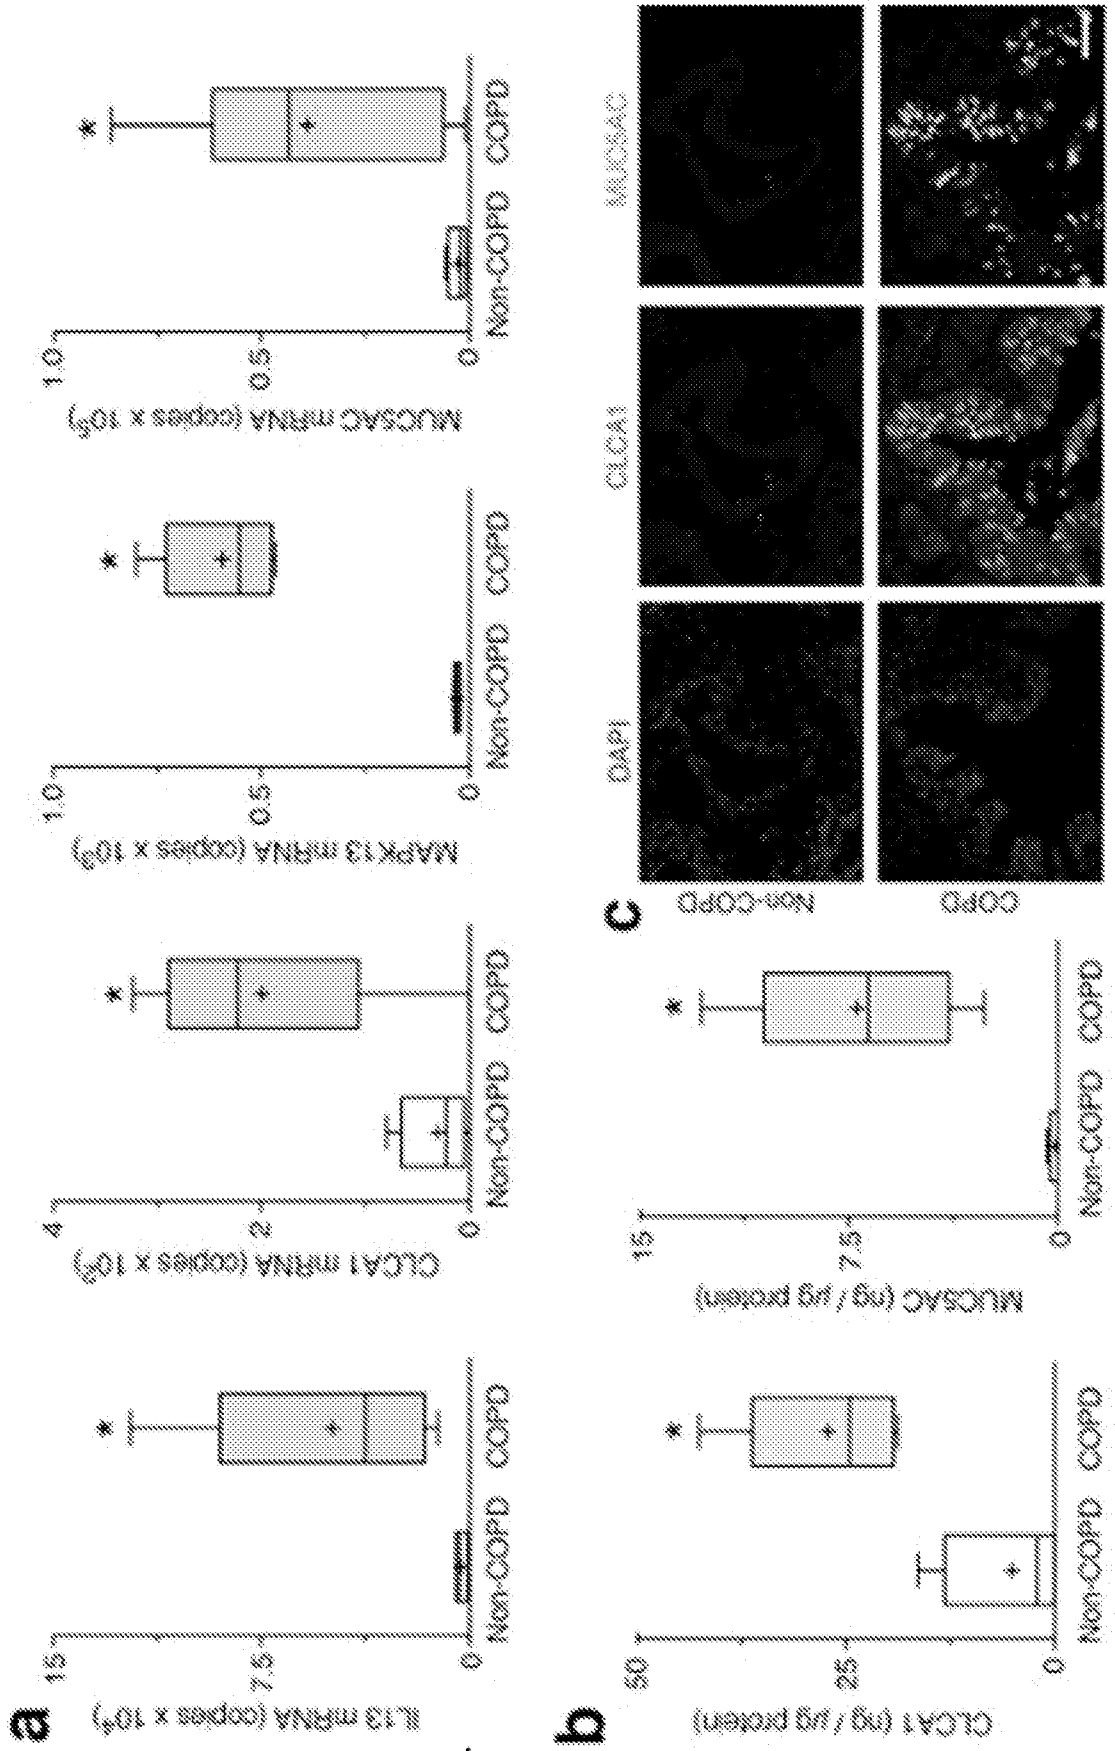 a
IL13 mRNA (copies x 10⁴)
15
7.5
0
Non-COPD COPD
*
CLCA1 mRNA (copies x 10²)
4
2
0
Non-COPD COPD
*
MAPK13 mRNA (copies x 10³)
1.0
0.5
0
Non-COPD COPD
*
MUC5AC mRNA (copies x 10⁵)
1.0
0.5
0
Non-COPD COPD
*
b
CLCA1 (ng / µg protein)
50
25
0
Non-COPD COPD
*
MUC5AC (ng / µg protein)
15
7.5
0
Non-COPD COPD
*
c
DAPI CLCA1 MUC5AC
Non-COPD
COPD